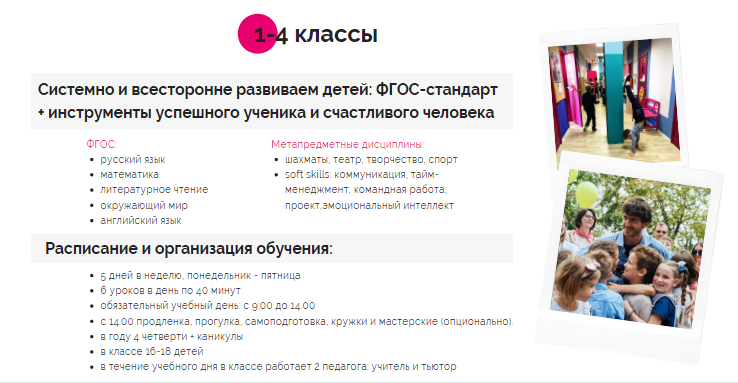 1-4 классы
Системно и всесторонне развиваем детей: ФГОС-стандарт
+ инструменты успешного ученика и счастливого человека
ФГОС:
• русский язык
• математика
• литературное чтение
• окружающий мир
• английский язык
Метапредметные дисциплины:
• шахматы, театр, творчество, спорт
• soft skills: коммуникация, тайм-
менеджмент, командная работа,
проект,эмоциональный интеллект
Расписание и организация обучения:
• 5 дней в неделю, понедельник - пятница
• 6 уроков в день по 40 минут
• обязательный учебный день: с 9:00 до 14.00
• с 14.00 продленка, прогулка, самоподготовка, кружки и мастерские (опционально).
• в году 4 четверти + каникулы
• в классе 16-18 детей
• в течение учебного дня в классе работает 2 педагога: учитель и тьютор